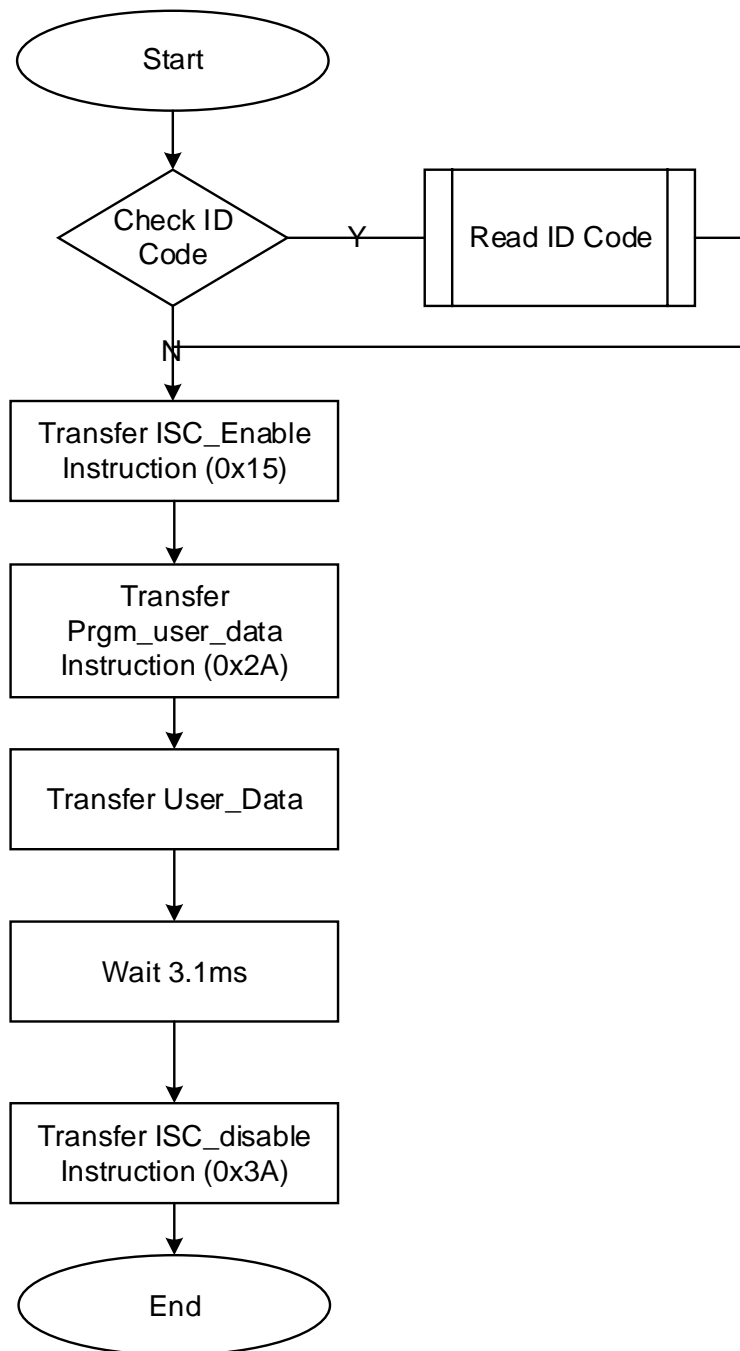 Start
Check ID
Code
Y
Read ID Code
N
Transfer ISC_Enable
Instruction (0x15)
Transfer
Prgm_user_data
Instruction (0x2A)
Transfer User_Data
Wait 3.1ms
Transfer ISC_disable
Instruction (0x3A)
End